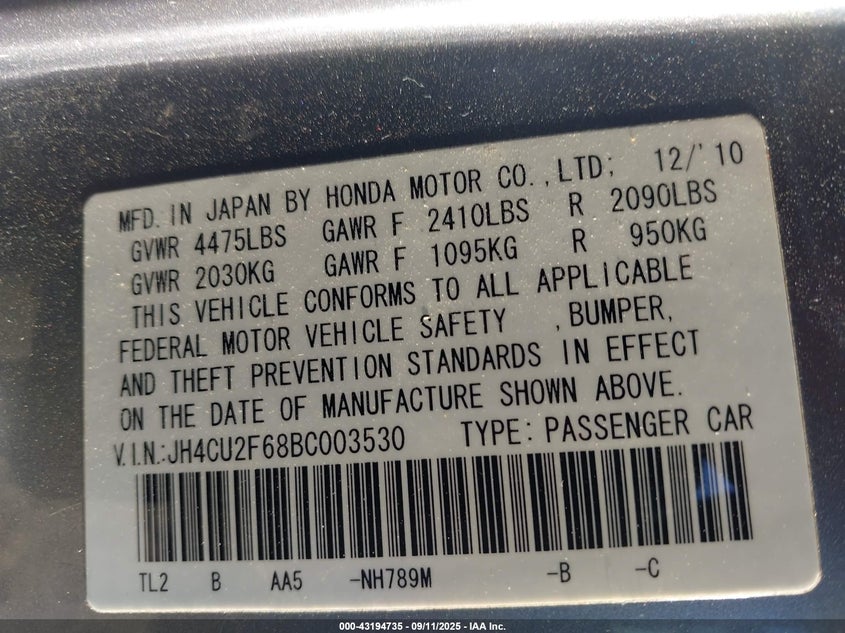 MFD. IN JAPAN BY HONDA MOTOR CO., LTD; 12/'10
GVWR 4475LBS GAWR F 2410LBS R 2090LBS
GVWR 2030KG GAWR F 1095KG R 950KG
THIS VEHICLE CONFORMS TO ALL APPLICABLE
FEDERAL MOTOR VEHICLE SAFETY , BUMPER,
AND THEFT PREVENTION STANDARDS IN EFFECT
ON THE DATE OF MANUFACTURE SHOWN ABOVE.
V.I.N.:JH4CU2F68BC003530 TYPE: PASSENGER CAR
TL2 B AA5 -NH789M -B -C
000-43194735 - 09/11/2025 - IAA Inc.